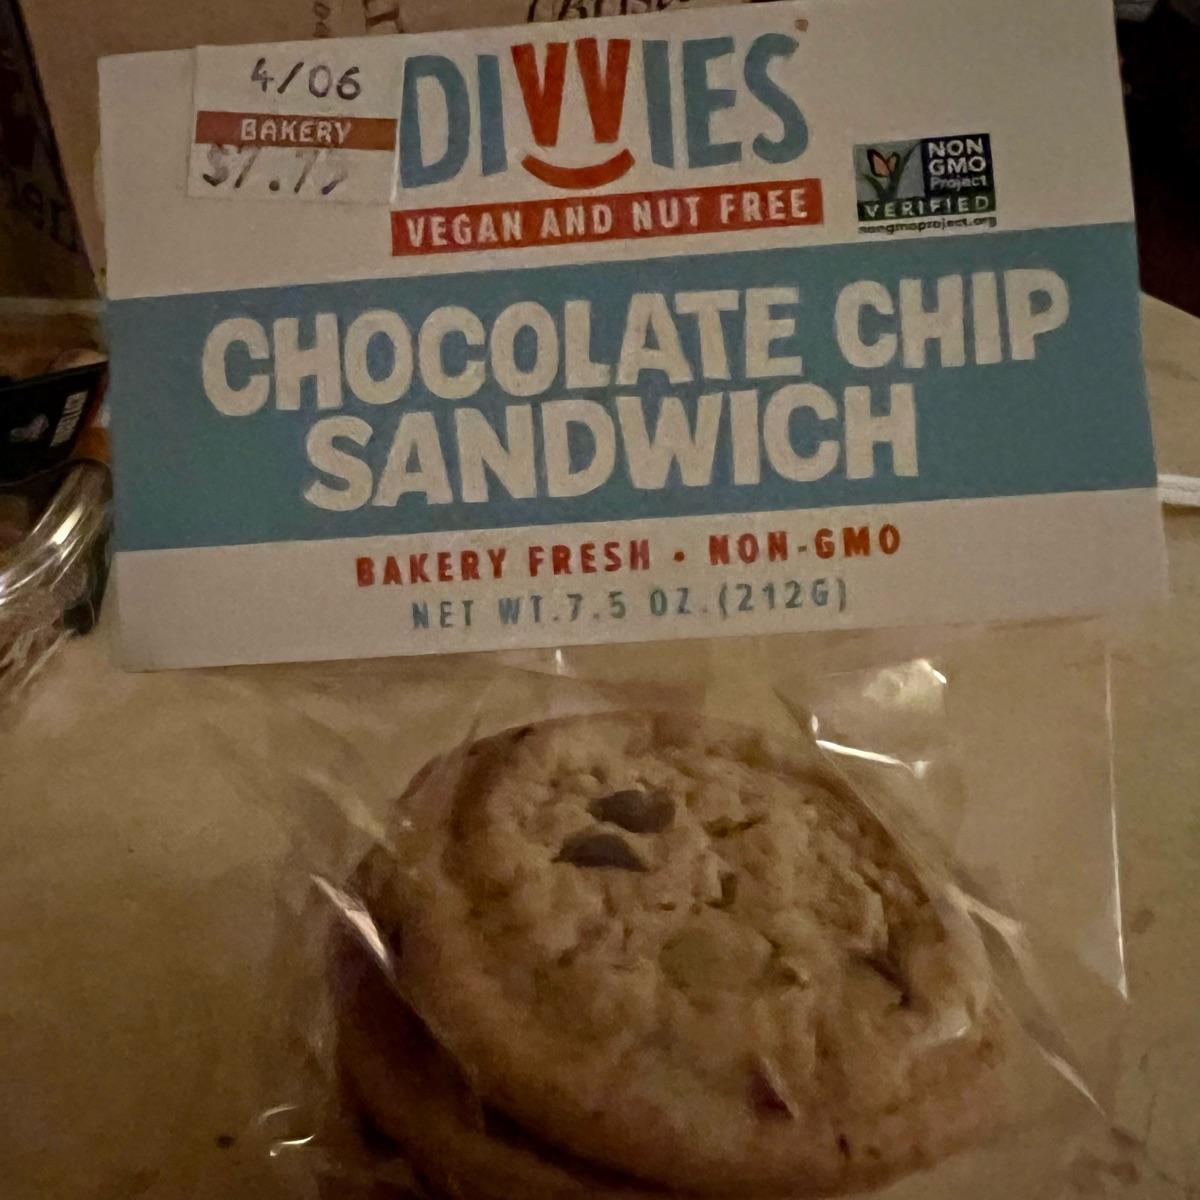 4/06
BAKERY
DIVVIES
VEGAN AND NUT FREE
NON
GMO
Project
VERIFIED
nongmoproject.org
CHOCOLATE CHIP
SANDWICH
BAKERY FRESH • NON-GMO
NET WT.7.5 OZ.(212G)